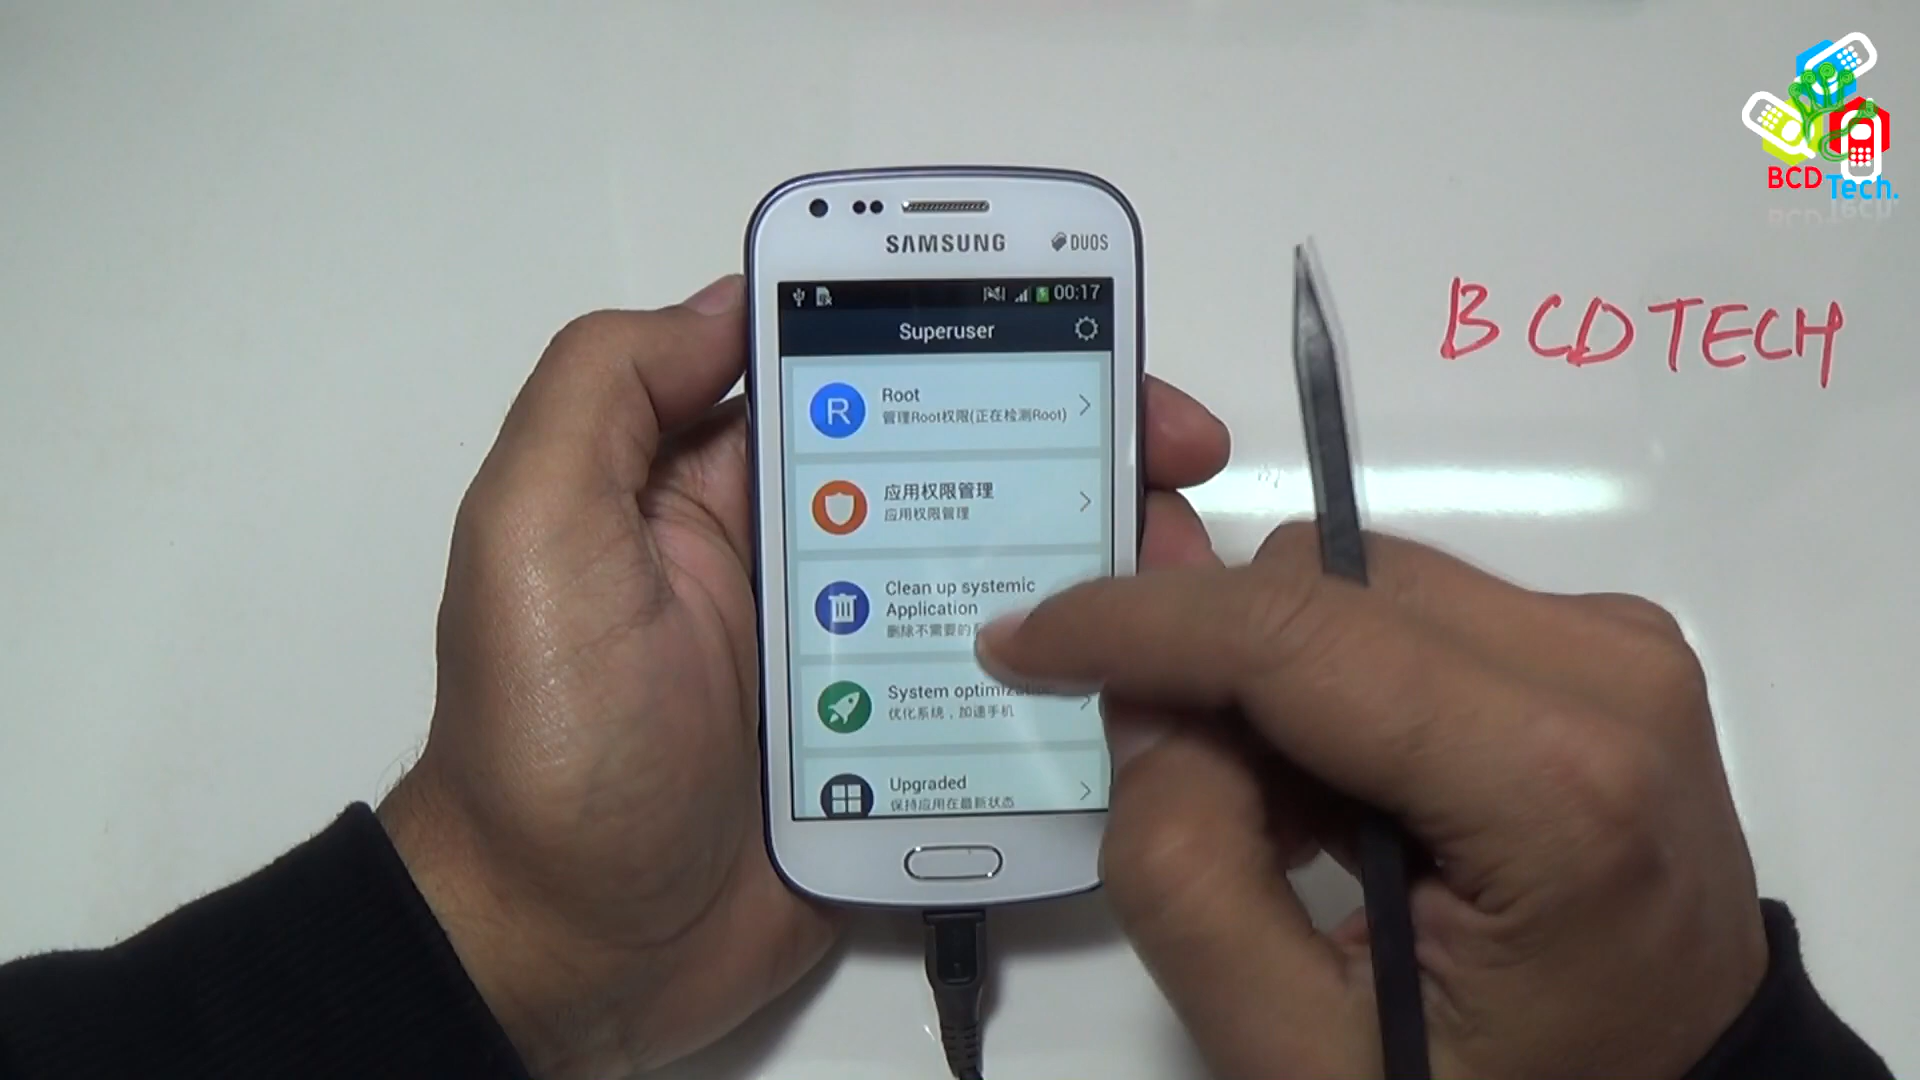 BCD Tech.
SAMSUNG
DUOS
00:17
Superuser
BCDTECH
R
Root
管理Root权限(正在检测Root)
应用权限管理
应用权限管理
Clean up systemic
Application
删除不需要的
System optimization
优化系统，加速手机
Upgraded
保持应用在最新状态